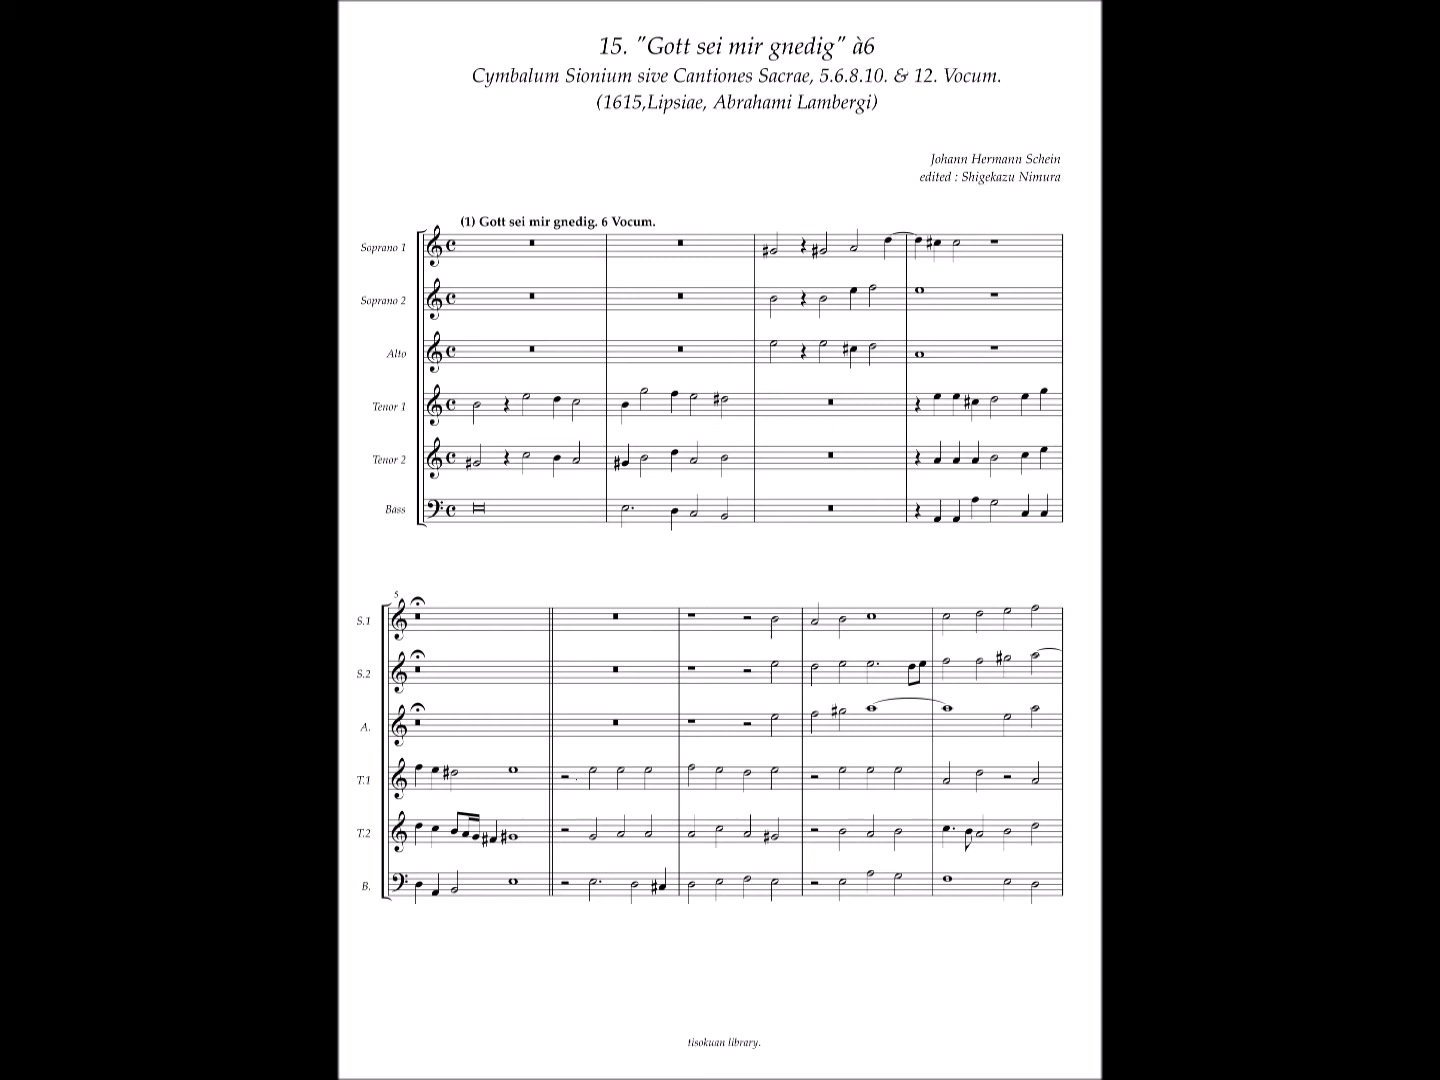 15. "Gott sei mir gnedig" à6
Cymbalum Sionium sive Cantiones Sacrae, 5.6.8.10. & 12. Vocum.
(1615,Lipsiae, Abrahami Lambergi)
Johann Hermann Schein
edited : Shigekazu Nimura
(1) Gott sei mir gnedig. 6 Vocum.
Soprano 1
Soprano 2
Alto
Tenor 1
Tenor 2
Bass
5
S.1
S.2
A.
T.1
T.2
B.
tisokuan library.